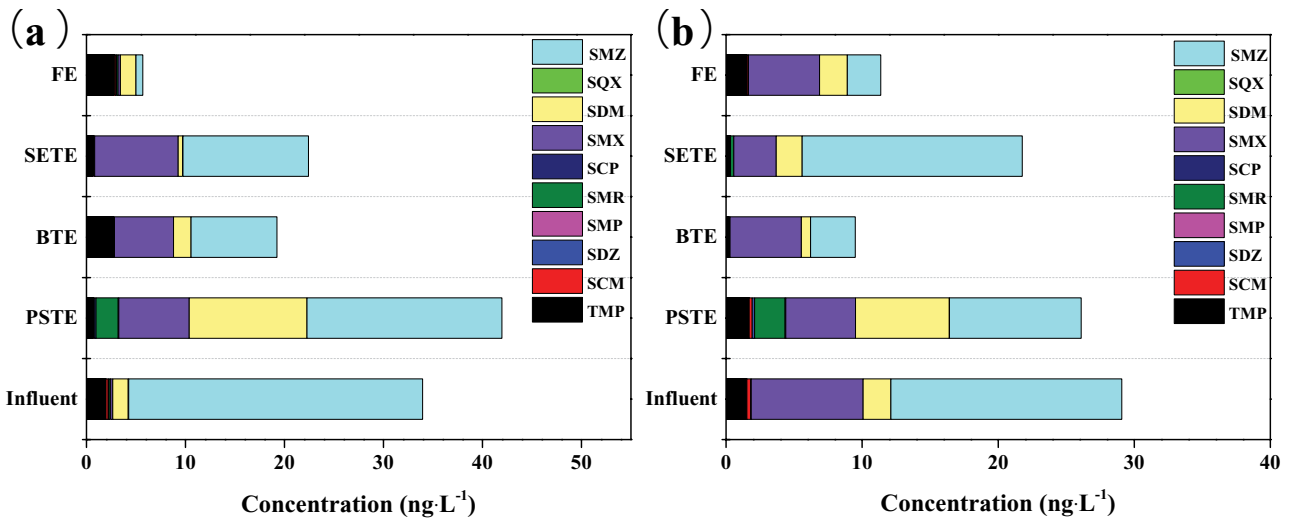 (a)
FE
SETE
BTE
PSTE
Influent
SMZ
SQX
SDM
SMX
SCP
SMR
SMP
SDZ
SCM
TMP
0 10 20 30 40 50
Concentration (ng·L⁻¹)
(b)
FE
SETE
BTE
PSTE
Influent
SMZ
SQX
SDM
SMX
SCP
SMR
SMP
SDZ
SCM
TMP
0 10 20 30 40
Concentration (ng·L⁻¹)